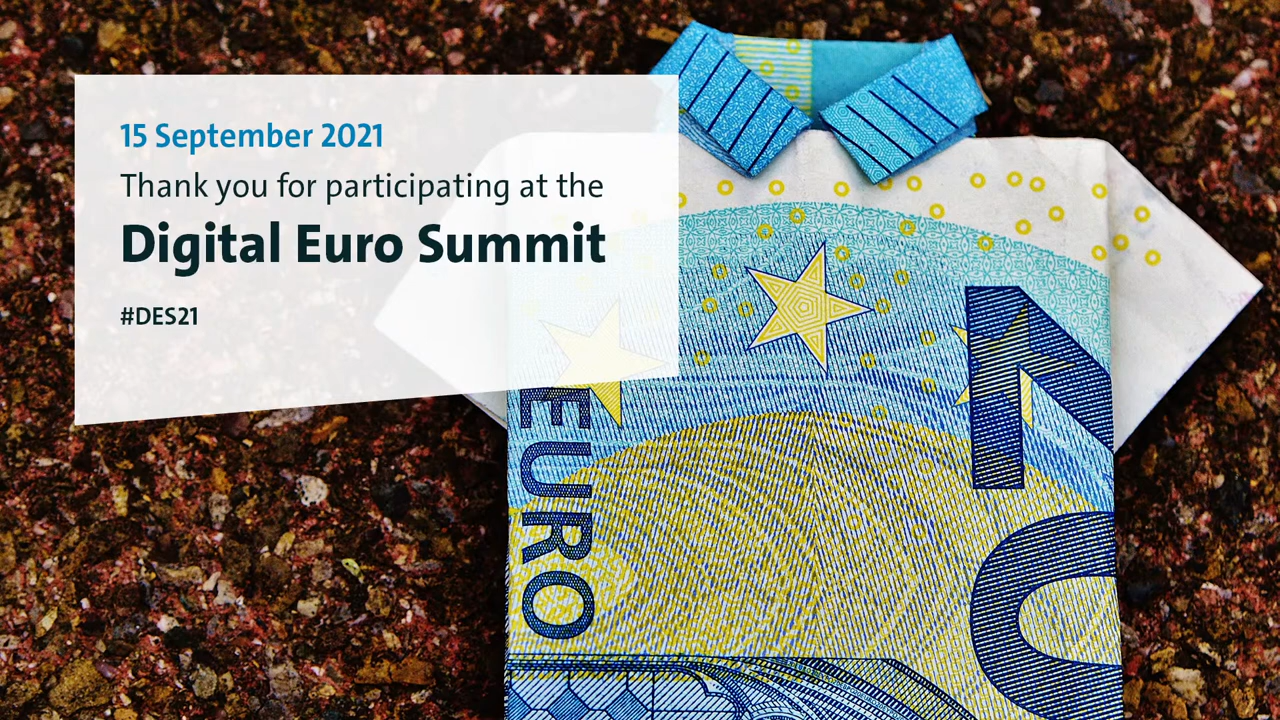 15 September 2021
Thank you for participating at the
Digital Euro Summit
#DES21
EURO